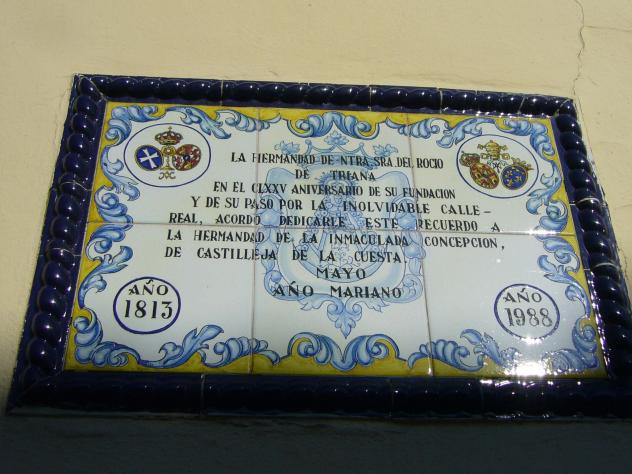 LA HERMANDAD DE NTRA. SRA. DEL ROCIO
DE TRIANA
EN EL CLXXV ANIVERSARIO DE SU FUNDACION
Y DE SU PASO POR LA INOLVIDABLE CALLE-
REAL, ACORDO DEDICARLE ESTE RECUERDO A
LA HERMANDAD DE LA INMACULADA CONCEPCION,
DE CASTILLEJA DE LA CUESTA.
MAYO
AÑO MARIANO
AÑO
1813
AÑO
1988